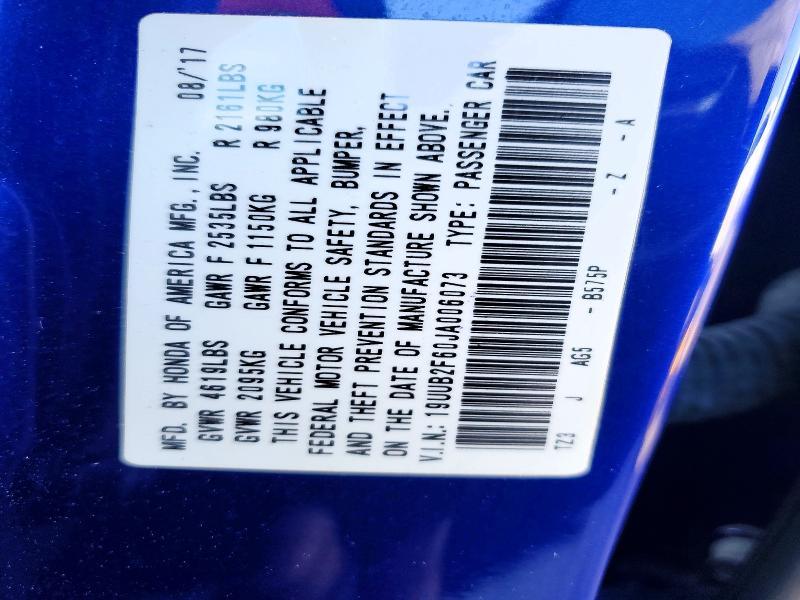 MFD. BY HONDA OF AMERICA MFG., INC. 08/'17
GVWR 4619LBS GAWR F 2535LBS R 2161LBS
GVWR 2095KG GAWR F 1150KG R 980KG
THIS VEHICLE CONFORMS TO ALL APPLICABLE
FEDERAL MOTOR VEHICLE SAFETY, BUMPER,
AND THEFT PREVENTION STANDARDS IN EFFECT
ON THE DATE OF MANUFACTURE SHOWN ABOVE.
V.I.N.: 19UUB2F60JA006073 TYPE: PASSENGER CAR
TZ3 J AG5 - B575P - Z - A